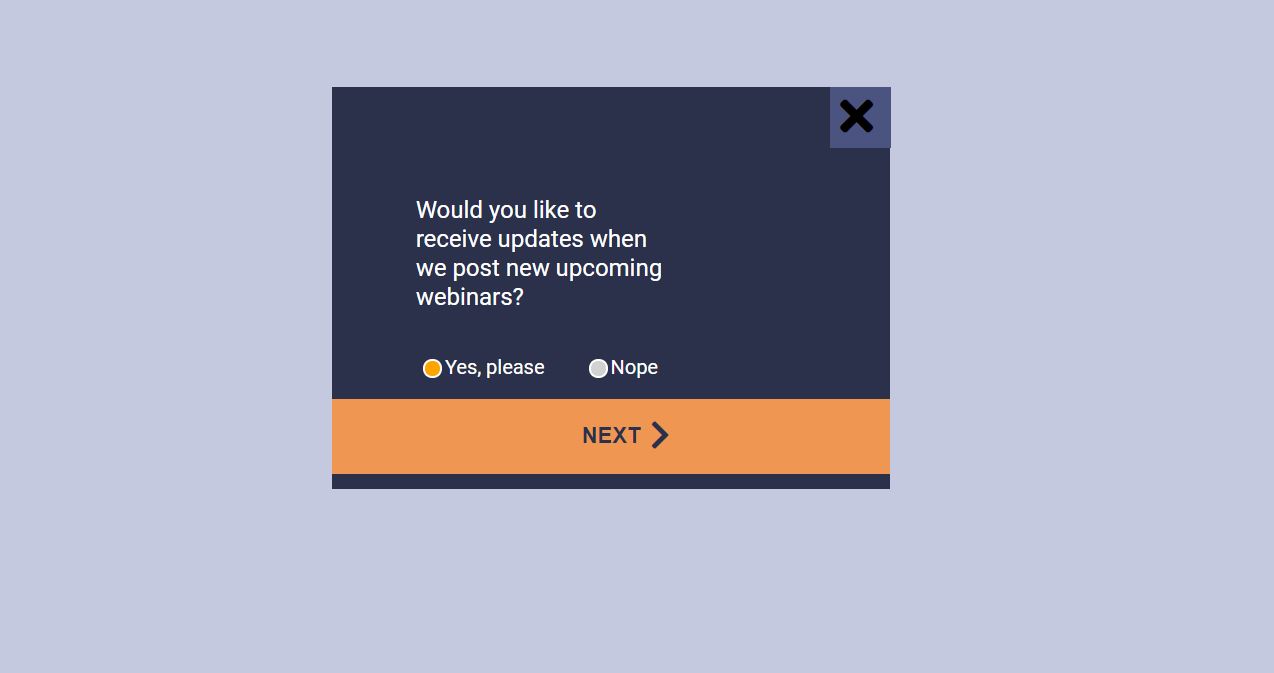 Would you like to
receive updates when
we post new upcoming
webinars?
Yes, please Nope
NEXT